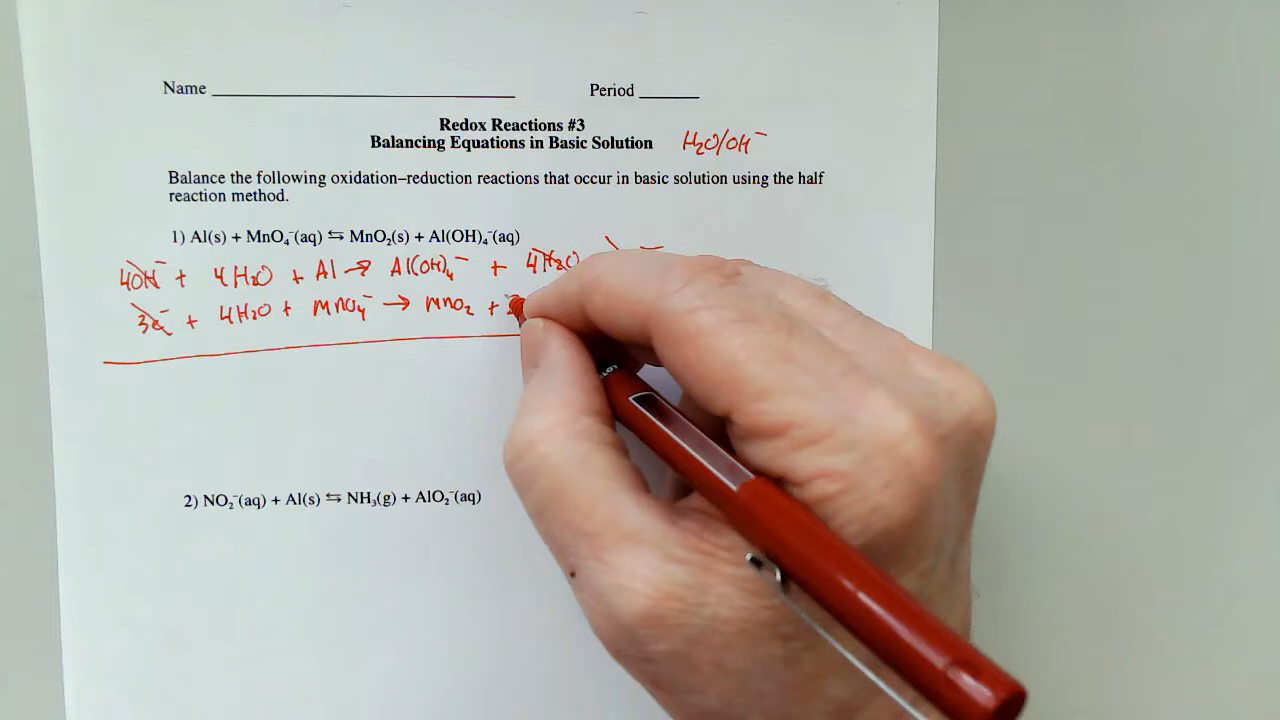 Name Period
Redox Reactions #3
Balancing Equations in Basic Solution H₂O/OH⁻
Balance the following oxidation–reduction reactions that occur in basic solution using the half
reaction method.
1) Al(s) + MnO₄⁻(aq) ⇆ MnO₂(s) + Al(OH)₄⁻(aq)
4OH⁻ + 4H₂O + Al → Al(OH)₄⁻ + 4H₂O
3e⁻ + 4H₂O + MnO₄⁻ → MnO₂ +
2) NO₂⁻(aq) + Al(s) ⇆ NH₃(g) + AlO₂⁻(aq)